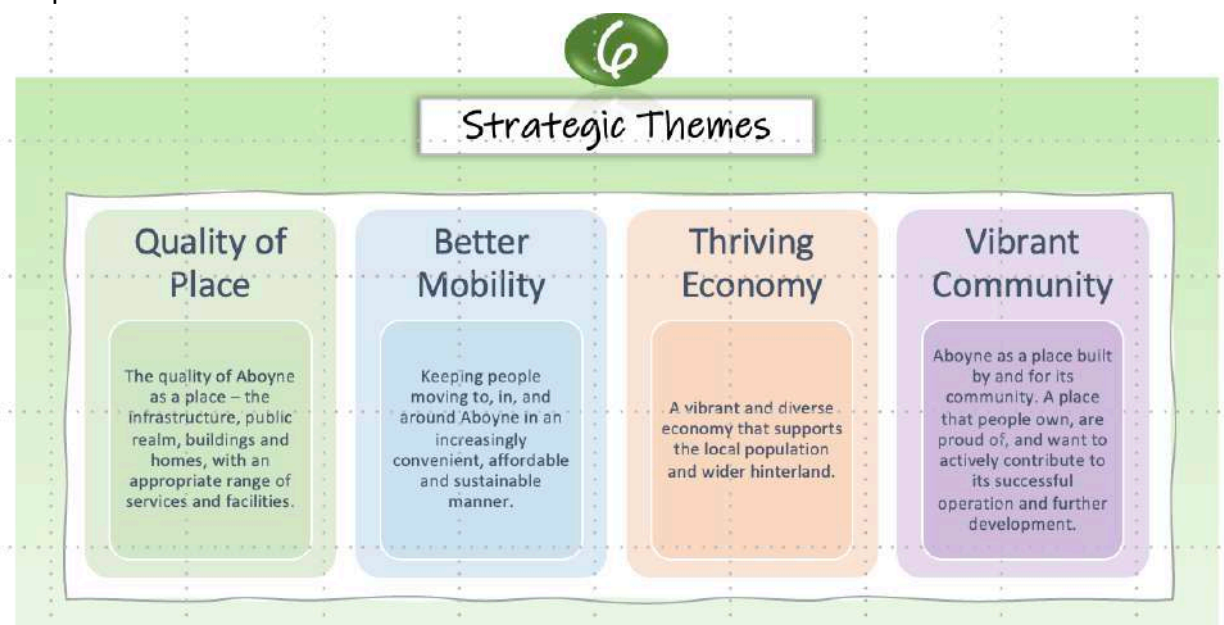 6
Strategic Themes
Quality of
Place
The quality of Aboyne
as a place – the
infrastructure, public
realm, buildings and
homes, with an
appropriate range of
services and facilities.
Better
Mobility
Keeping people
moving to, in, and
around Aboyne in an
increasingly
convenient, affordable
and sustainable
manner.
Thriving
Economy
A vibrant and diverse
economy that supports
the local population
and wider hinterland.
Vibrant
Community
Aboyne as a place built
by and for its
community. A place
that people own, are
proud of, and want to
actively contribute to
its successful
operation and further
development.